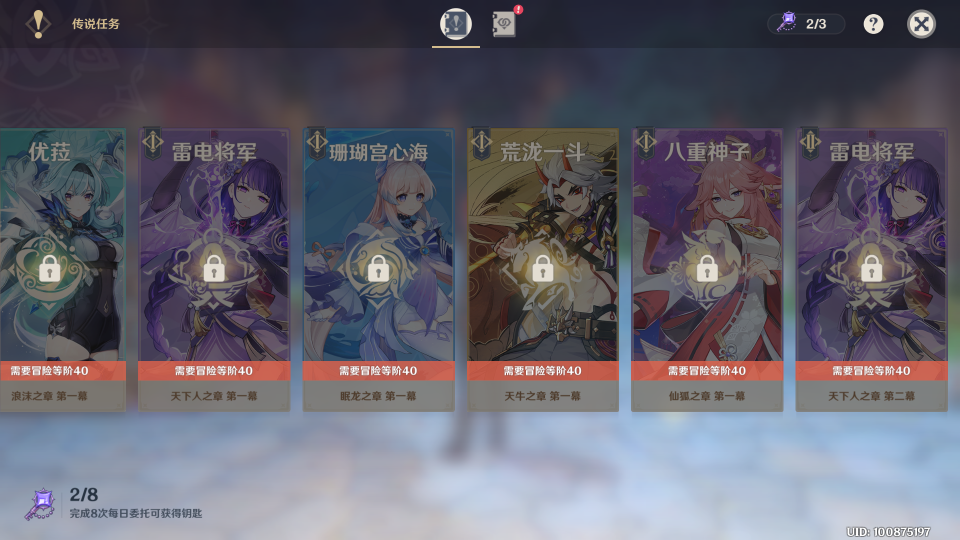 传说任务
2/3
优菈
雷电将军
珊瑚宫心海
荒泷一斗
八重神子
雷电将军
需要冒险等阶40
需要冒险等阶40
需要冒险等阶40
需要冒险等阶40
需要冒险等阶40
需要冒险等阶40
浪沫之章 第一幕
天下人之章 第一幕
眠龙之章 第一幕
天牛之章 第一幕
仙狐之章 第一幕
天下人之章 第二幕
2/8
完成8次每日委托可获得钥匙
UID: 100875197